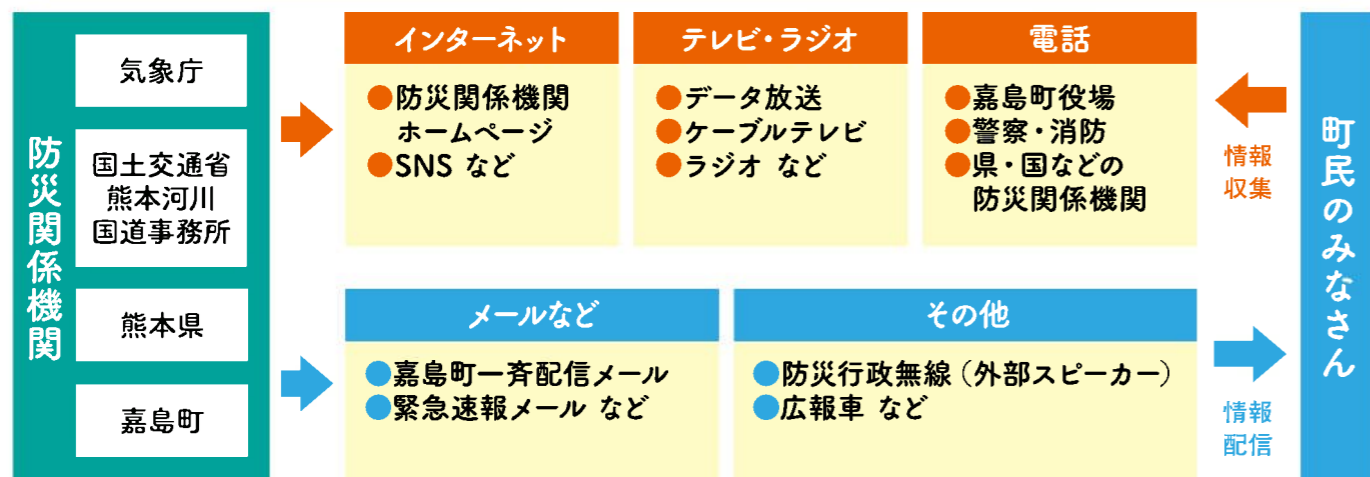 防災関係機関
気象庁
国土交通省
熊本河川
国道事務所
熊本県
嘉島町
インターネット
●防災関係機関
ホームページ
●SNS など
テレビ・ラジオ
●データ放送
●ケーブルテレビ
●ラジオ など
電話
●嘉島町役場
●警察・消防
●県・国などの
防災関係機関
情報
収集
メールなど
●嘉島町一斉配信メール
●緊急速報メール など
その他
●防災行政無線（外部スピーカー）
●広報車 など
情報
配信
町民のみなさん